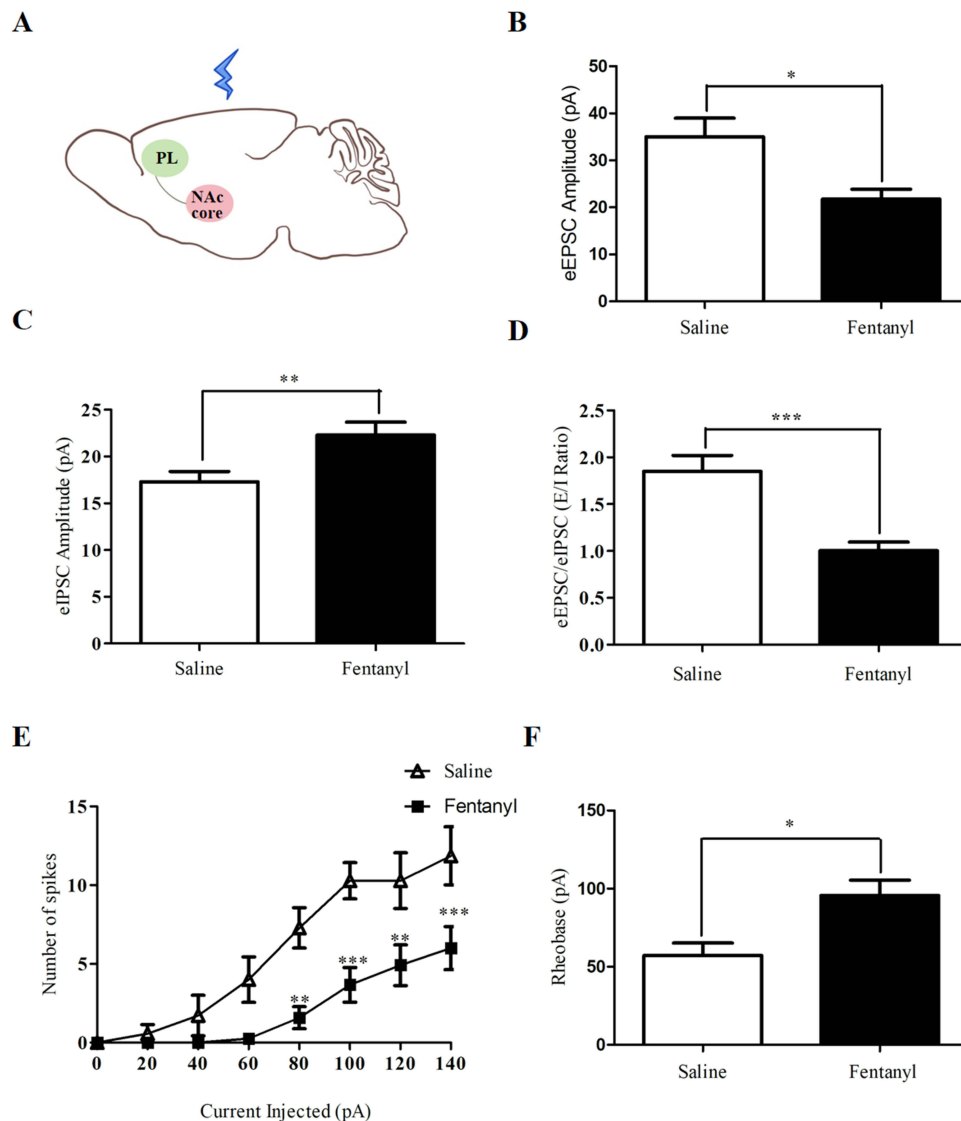 A
PL
NAc
core
B
eEPSC Amplitude (pA)
50
40
30
20
10
0
*
Saline
Fentanyl
C
eIPSC Amplitude (pA)
25
20
15
10
5
0
**
Saline
Fentanyl
D
eEPSC/eIPSC (E/I Ratio)
2.5
2.0
1.5
1.0
0.5
0.0
***
Saline
Fentanyl
E
Saline
Fentanyl
Number of spikes
15
10
5
0
**
***
**
***
0 20 40 60 80 100 120 140
Current Injected (pA)
F
Rheobase (pA)
150
100
50
0
*
Saline
Fentanyl